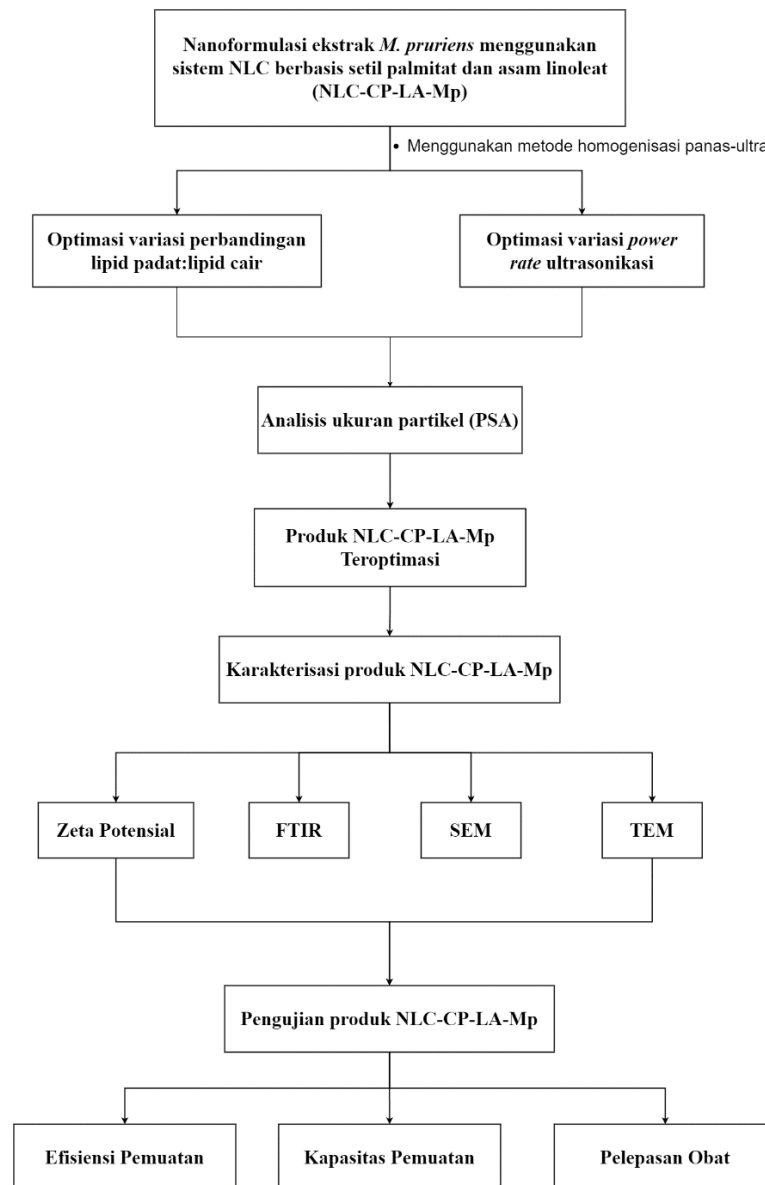 Nanoformulasi ekstrak M. pruriens menggunakan
sistem NLC berbasis setil palmitat dan asam linoleat
(NLC-CP-LA-Mp)
• Menggunakan metode homogenisasi panas-ultra
Optimasi variasi perbandingan
lipid padat:lipid cair
Optimasi variasi power
rate ultrasonikasi
Analisis ukuran partikel (PSA)
Produk NLC-CP-LA-Mp
Teroptimasi
Karakterisasi produk NLC-CP-LA-Mp
Zeta Potensial
FTIR
SEM
TEM
Pengujian produk NLC-CP-LA-Mp
Efisiensi Pemuatan
Kapasitas Pemuatan
Pelepasan Obat